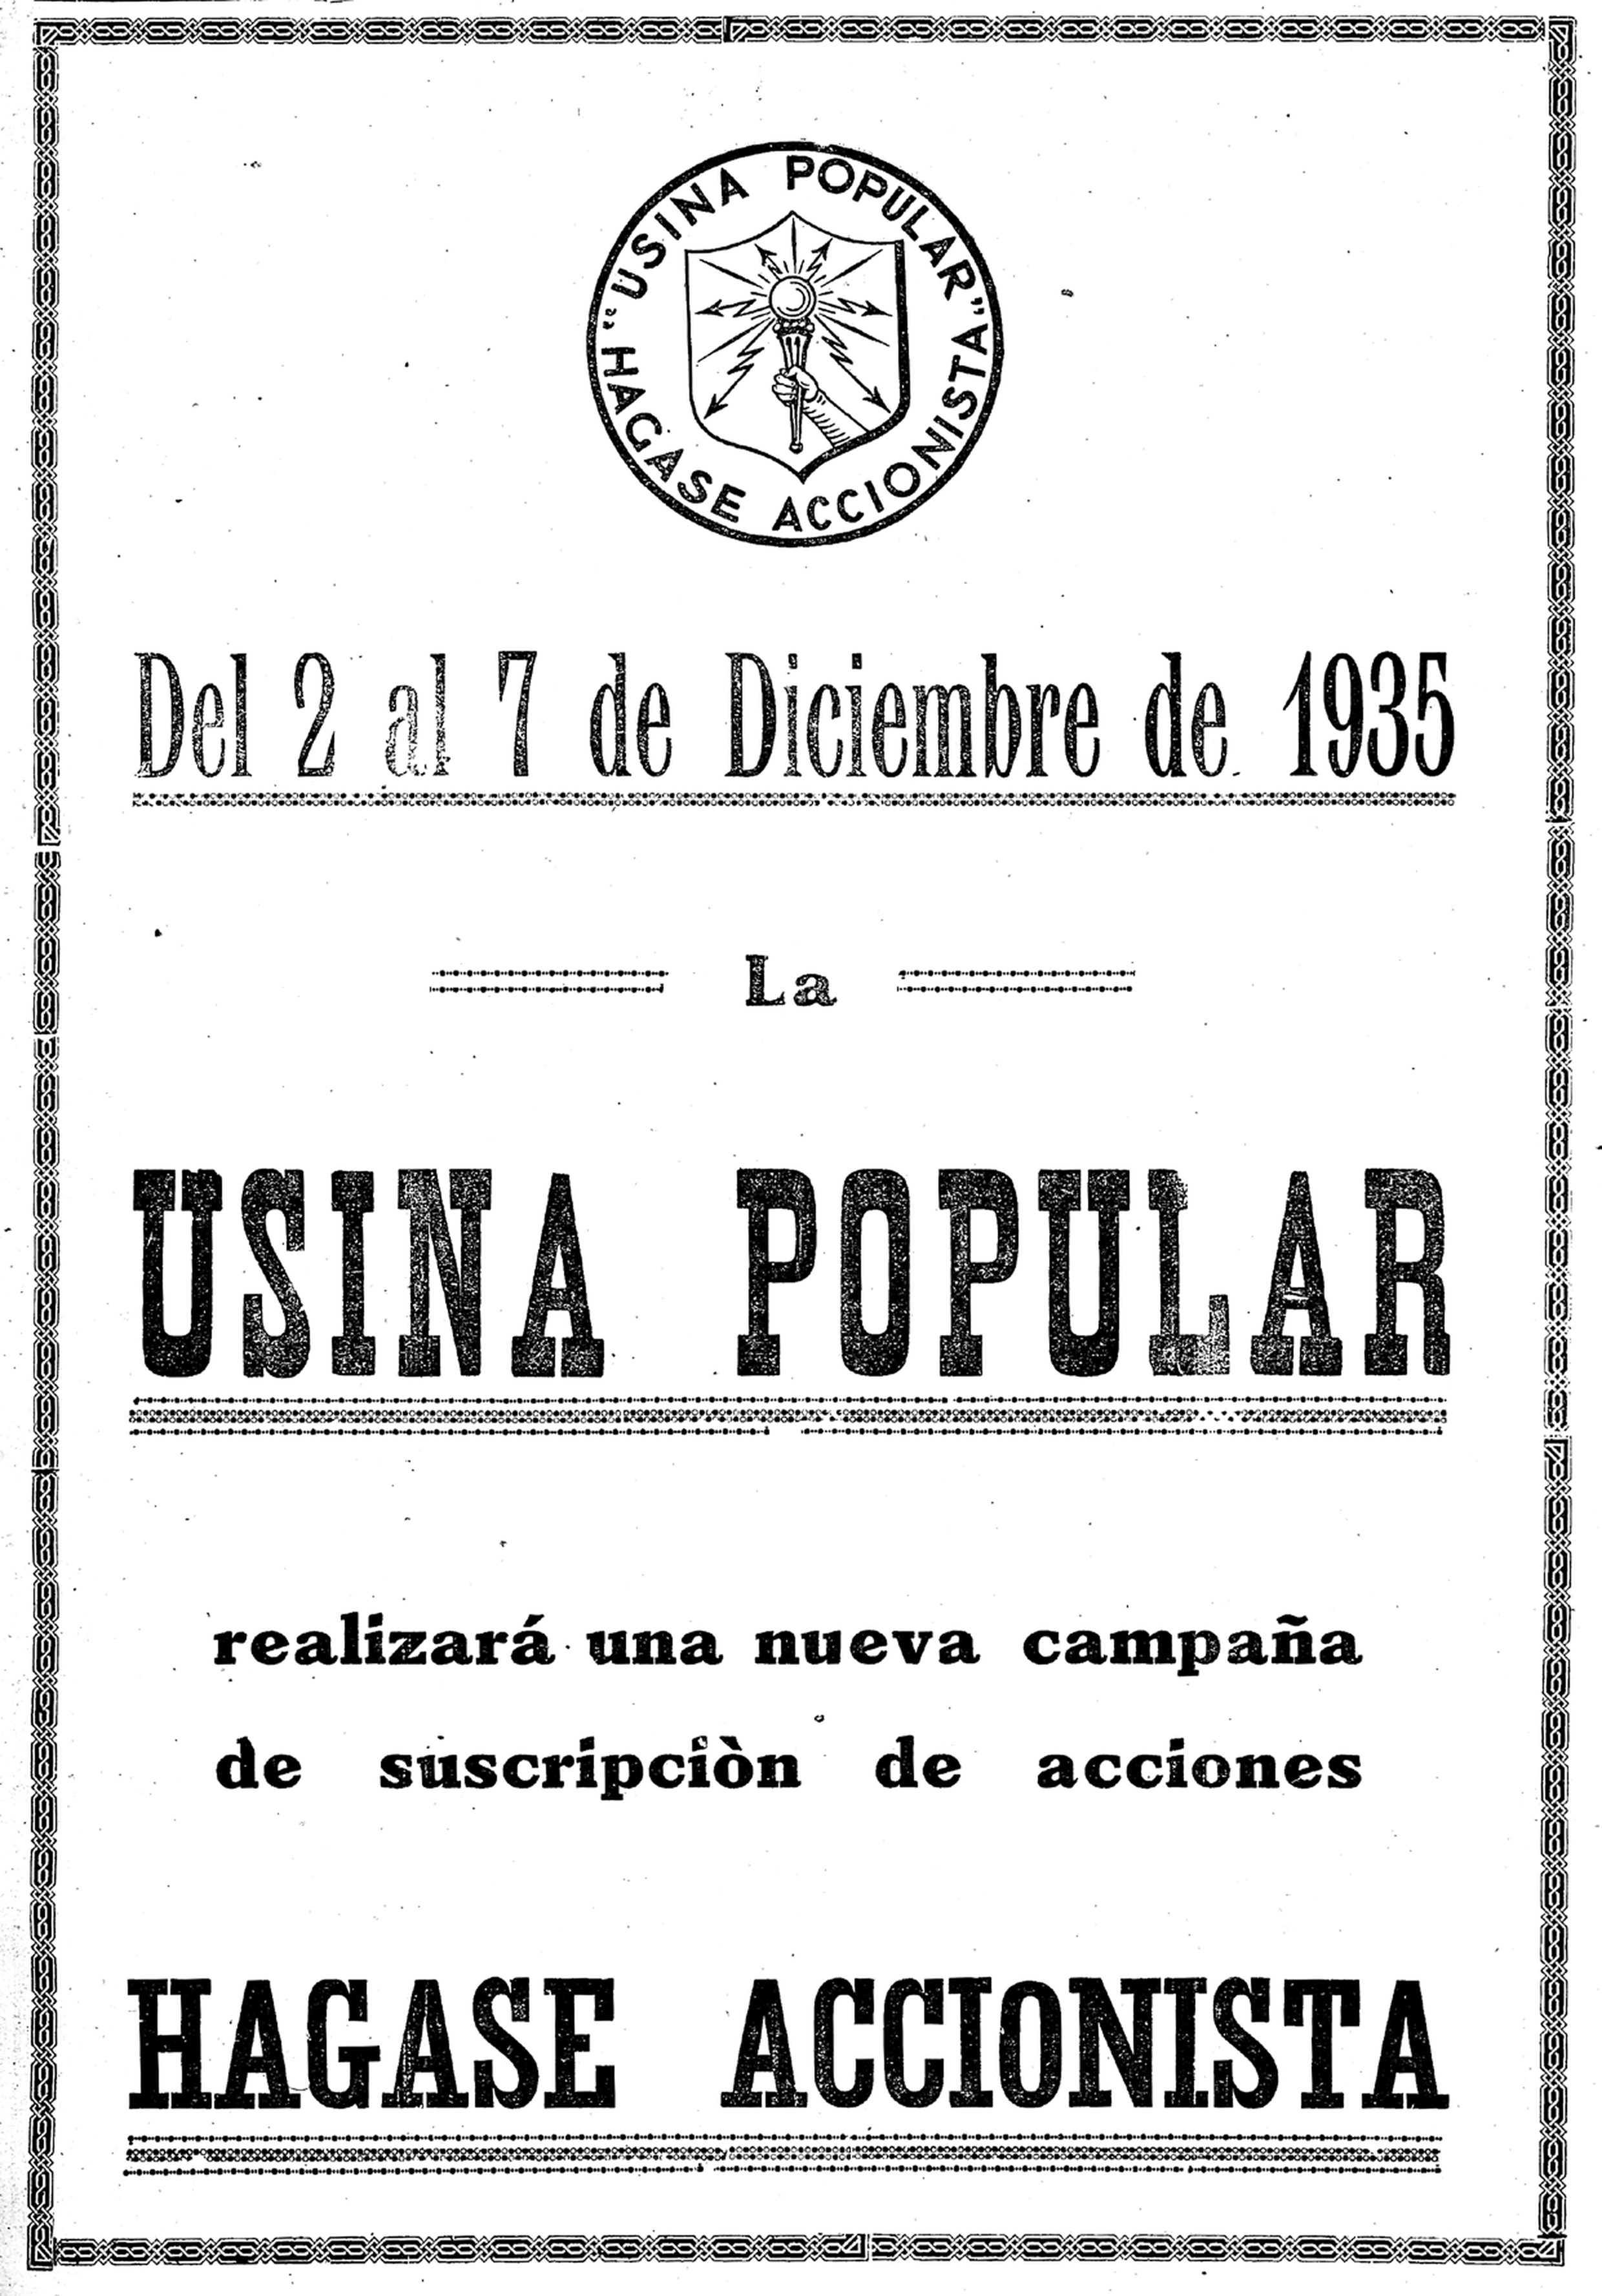 "USINA POPULAR"
HAGASE ACCIONISTA
Del 2 al 7 de Diciembre de 1935
La
USINA POPULAR
realizará una nueva campaña
de suscripciòn de acciones
HAGASE ACCIONISTA